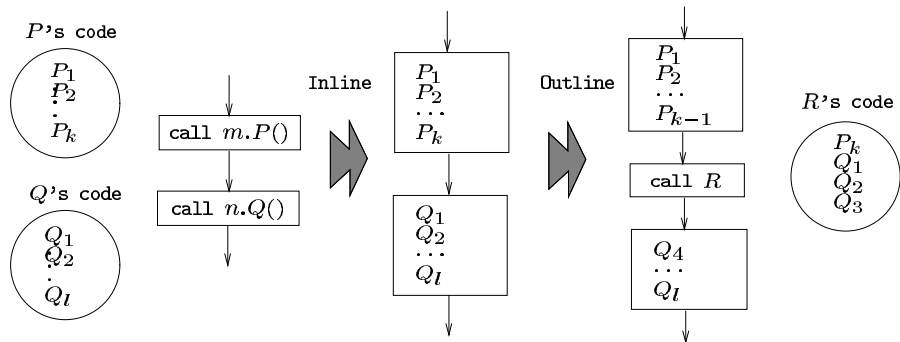 P's code
P₁
P₂
.
.
Pₖ
Q's code
Q₁
Q₂
.
.
Qₗ
call m.P()
call n.Q()
Inline
P₁
P₂
...
Pₖ
Q₁
Q₂
...
Qₗ
Outline
P₁
P₂
...
Pₖ₋₁
call R
Q₄
...
Qₗ
R's code
Pₖ
Q₁
Q₂
Q₃